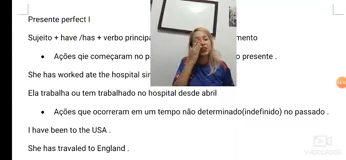 Presente perfect I
Sujeito + have /has + verbo princip mento
Ações qie começaram no p o presente .
She has worked ate the hospital sin
Ela trabalha ou tem trabalhado no hospital desde abril
Ações que ocorreram em um tempo não determinado(indefinido) no passado .
I have been to the USA .
She has traveled to England .